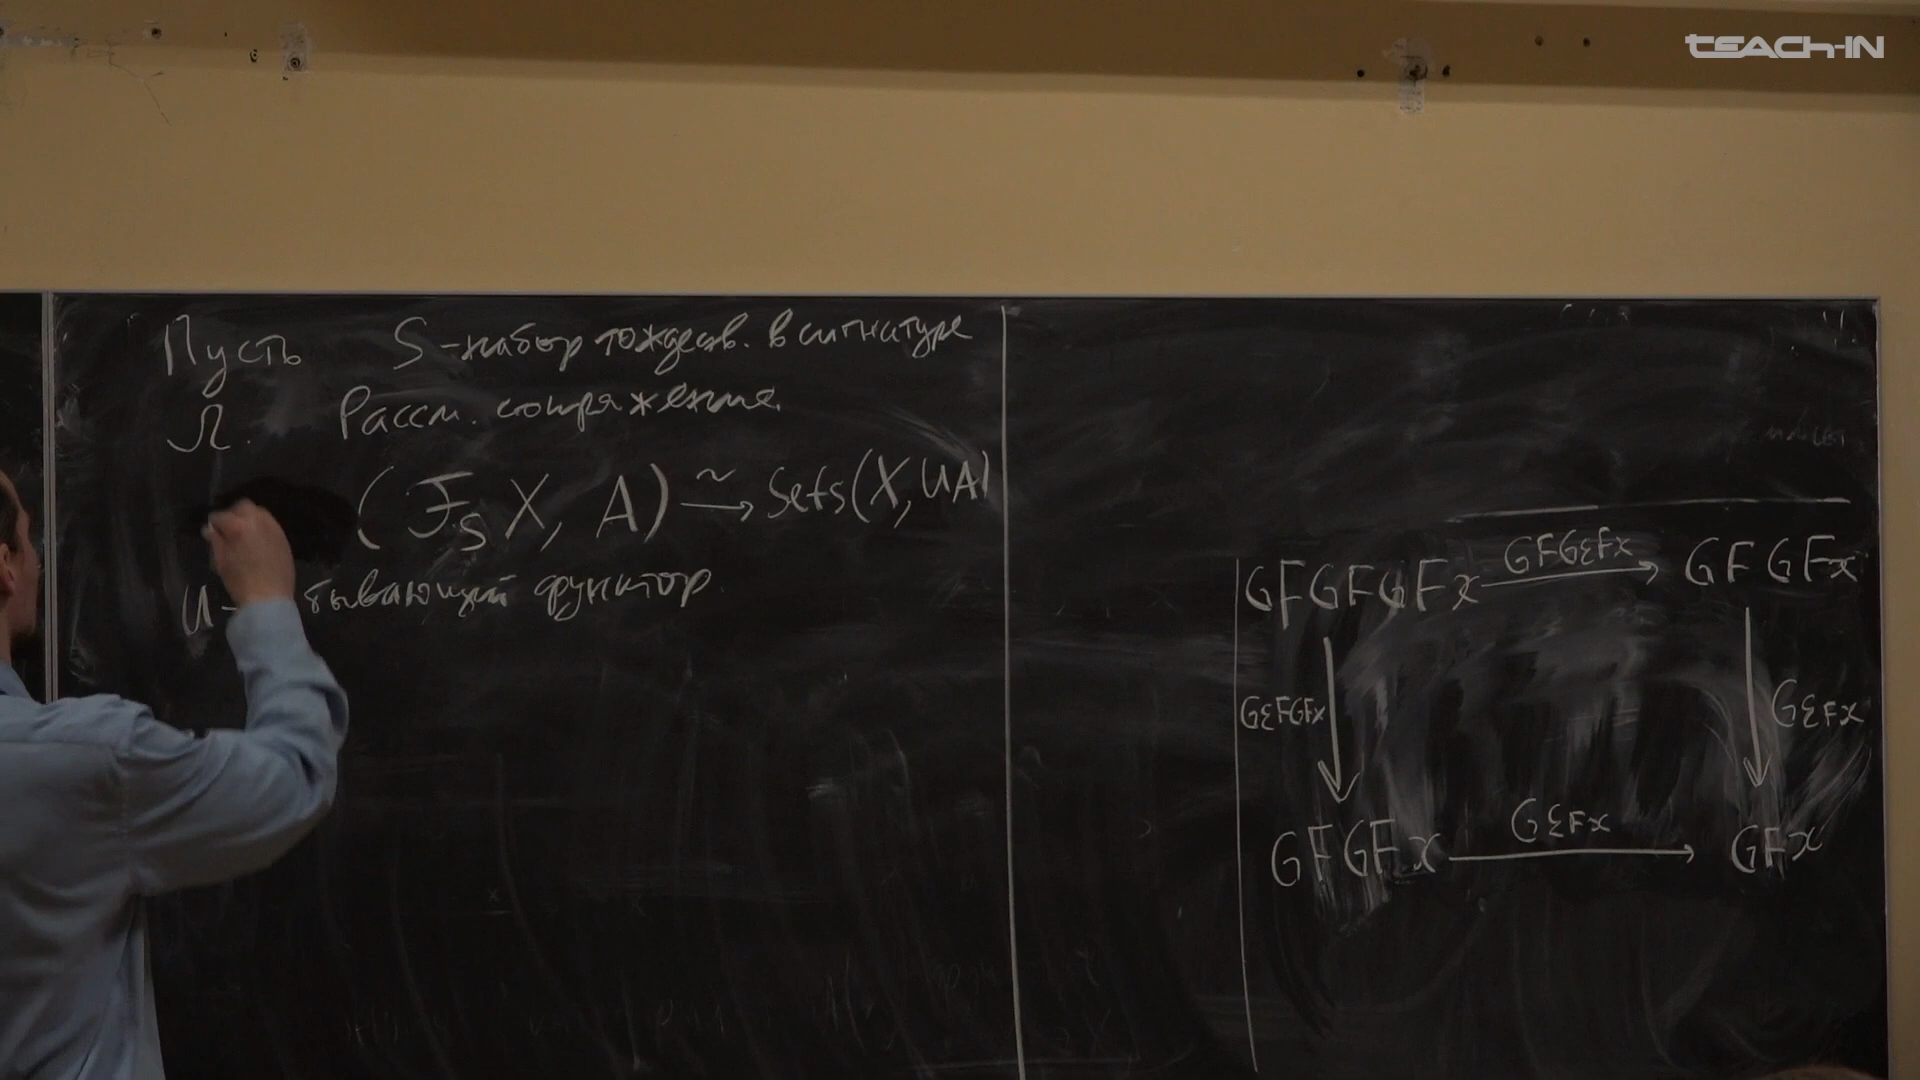 TEACH-IN
Пусть S - набор тождеств. в сигнатуре
Ω. Рассм. сопряжение
(F_S X, A) →~ Sets(X, UA)
U - бывающий функтор.
GFGFGFx GFGεFx GFGFx
GεFGFx GεFx
GFGFx GεFx GFx